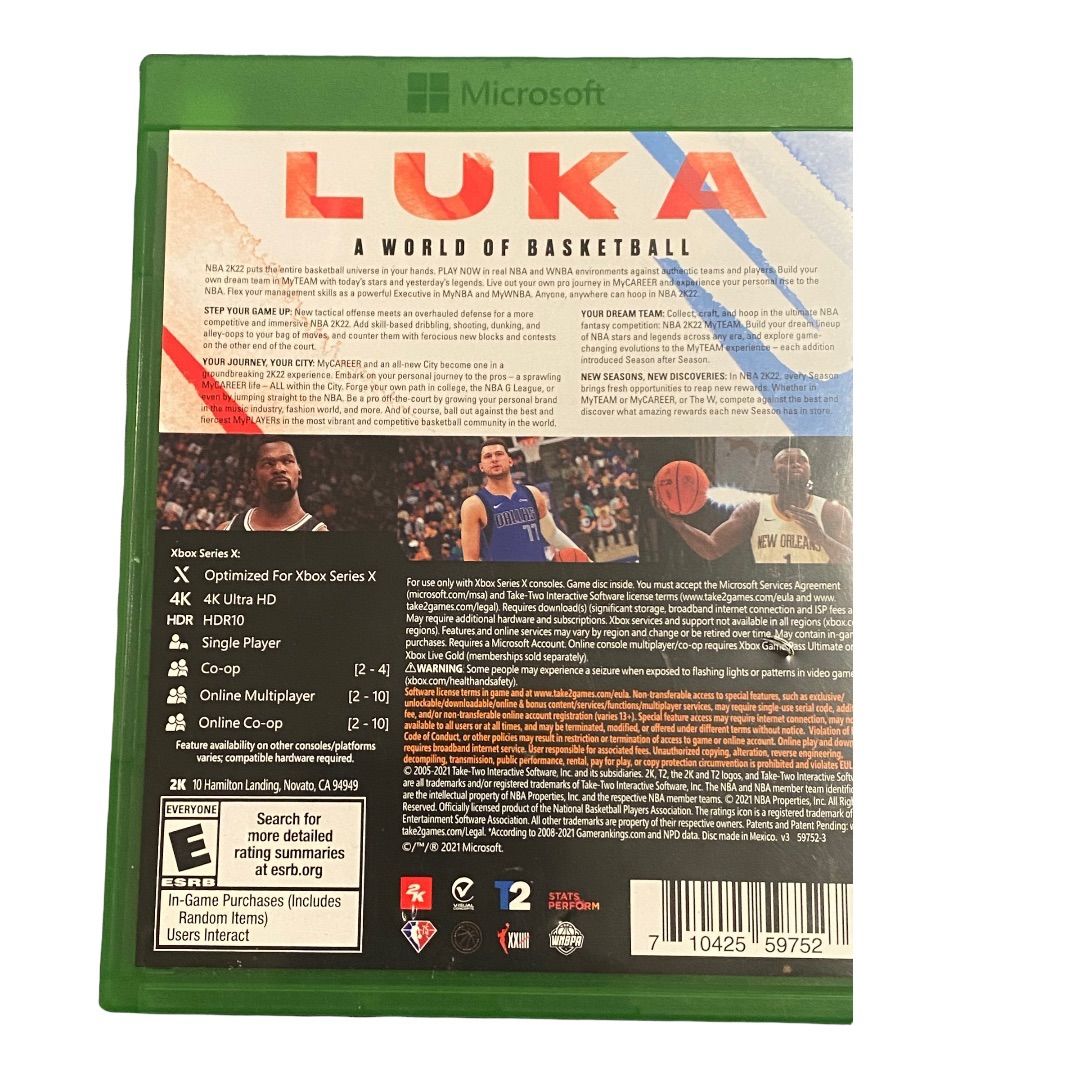 Microsoft
LUKA
A WORLD OF BASKETBALL
NBA 2K22 puts the entire basketball universe in your hands. PLAY NOW in real NBA and WNBA environments against authentic teams and players. Build your
own dream team in MyTEAM with today's stars and yesterday's legends. Live out your own pro journey in MyCAREER and experience your personal rise to the
NBA. Flex your management skills as a powerful Executive in MyNBA and MyWNBA. Anyone, anywhere can hoop in NBA 2K22.
STEP YOUR GAME UP: New tactical offense meets an overhauled defense for a more
competitive and immersive NBA 2K22. Add skill-based dribbling, shooting, dunking, and
alley-oops to your bag of moves, and counter them with ferocious new blocks and contests
on the other end of the court.
YOUR JOURNEY, YOUR CITY: MyCAREER and an all-new City become one in a
groundbreaking 2K22 experience. Embark on your personal journey to the pros – a sprawling
MyCAREER life – ALL within the City. Forge your own path in college, the NBA G League, or
even by jumping straight to the NBA. Be a pro off-the-court by growing your personal brand
in the music industry, fashion world, and more. And of course, ball out against the best and
fiercest MyPLAYERs in the most vibrant and competitive basketball community in the world.
YOUR DREAM TEAM: Collect, craft, and hoop in the ultimate NBA
fantasy competition: NBA 2K22 MyTEAM. Build your dream lineup
of NBA stars and legends across any era, and explore game-
changing evolutions to the MyTEAM experience – each addition
introduced Season after Season.
NEW SEASONS, NEW DISCOVERIES: In NBA 2K22, every Season
brings fresh opportunities to reap new rewards. Whether in
MyTEAM or MyCAREER, or The W, compete against the best and
discover what amazing rewards each new Season has in store.
DALLAS
77
NEW ORLEANS
1
Xbox Series X:
X Optimized For Xbox Series X
4K 4K Ultra HD
HDR HDR10
Single Player
Co-op [2 - 4]
Online Multiplayer [2 - 10]
Online Co-op [2 - 10]
Feature availability on other consoles/platforms
varies; compatible hardware required.
2K 10 Hamilton Landing, Novato, CA 94949
EVERYONE
E
ESRB
Search for
more detailed
rating summaries
at esrb.org
In-Game Purchases (Includes
Random Items)
Users Interact
For use only with Xbox Series X consoles. Game disc inside. You must accept the Microsoft Services Agreement
(microsoft.com/msa) and Take-Two Interactive Software license terms (www.take2games.com/eula and www.
take2games.com/legal). Requires download(s) (significant storage, broadband internet connection and ISP fees a
May require additional hardware and subscriptions. Xbox services and support not available in all regions (xbox.c
regions). Features and online services may vary by region and change or be retired over time. May contain in-gam
purchases. Requires a Microsoft Account. Online console multiplayer/co-op requires Xbox Game Pass Ultimate or
Xbox Live Gold (memberships sold separately).
⚠WARNING: Some people may experience a seizure when exposed to flashing lights or patterns in video game
(xbox.com/healthandsafety).
Software license terms in game and at www.take2games.com/eula. Non-transferable access to special features, such as exclusive/
unlockable/downloadable/online & bonus content/services/functions/multiplayer services, may require single-use serial code, addit
fee, and/or non-transferable online account registration (varies 13+). Special feature access may require internet connection, may no
available to all users or at all times, and may be terminated, modified, or offered under different terms without notice. Violation of
Code of Conduct, or other policies may result in restriction or termination of access to game or online account. Online play and down
requires broadband internet service. User responsible for associated fees. Unauthorized copying, alteration, reverse engineering,
decompiling, transmission, public performance, rental, pay for play, or copy protection circumvention is prohibited and violates EUL
© 2005-2021 Take-Two Interactive Software, Inc. and its subsidiaries. 2K, T2, the 2K and T2 logos, and Take-Two Interactive Softw
are all trademarks and/or registered trademarks of Take-Two Interactive Software, Inc. The NBA and NBA member team identific
are the intellectual property of NBA Properties, Inc. and the respective NBA member teams. © 2021 NBA Properties, Inc. All Righ
Reserved. Officially licensed product of the National Basketball Players Association. The ratings icon is a registered trademark of
Entertainment Software Association. All other trademarks are property of their respective owners. Patents and Patent Pending:
take2games.com/Legal. *According to 2008-2021 Gamerankings.com and NPD data. Disc made in Mexico. v3 59752-3
©/™/® 2021 Microsoft.
2K
VISUAL
CONCEPTS
T2
STATS
PERFORM
75
WNBPA
7 10425 59752